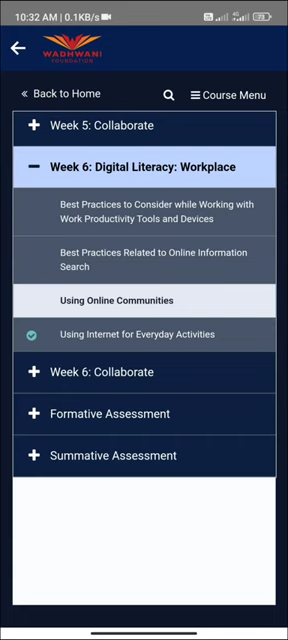 10:32 AM | 0.1KB/s
73
WADHWANI
FOUNDATION
« Back to Home
Course Menu
Week 5: Collaborate
Week 6: Digital Literacy: Workplace
Best Practices to Consider while Working with
Work Productivity Tools and Devices
Best Practices Related to Online Information
Search
Using Online Communities
Using Internet for Everyday Activities
Week 6: Collaborate
Formative Assessment
Summative Assessment